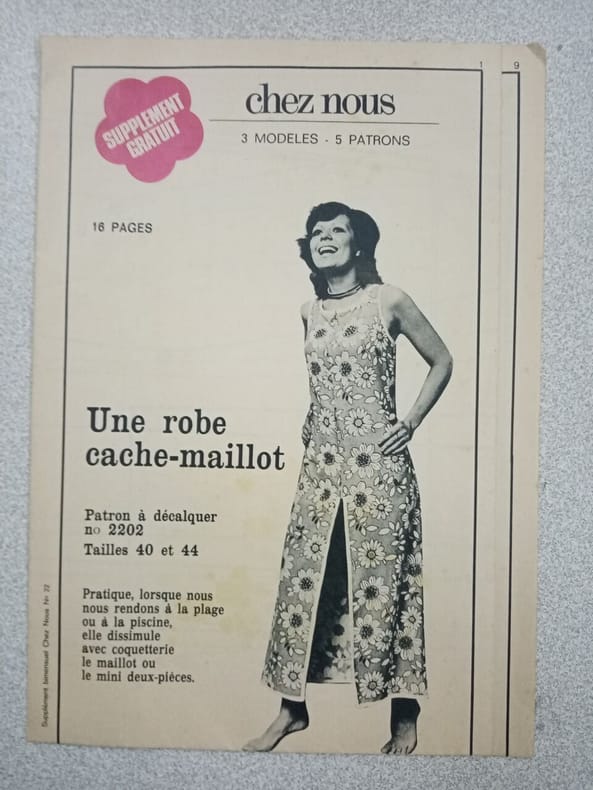 SUPPLEMENT
GRATUIT
chez nous
3 MODELES - 5 PATRONS
1
9
16 PAGES
Une robe
cache-maillot
Patron à décalquer
no 2202
Tailles 40 et 44
Pratique, lorsque nous
nous rendons à la plage
ou à la piscine,
elle dissimule
avec coquetterie
le maillot ou
le mini deux-pièces.
Supplément bimensuel Chez Nous No 22